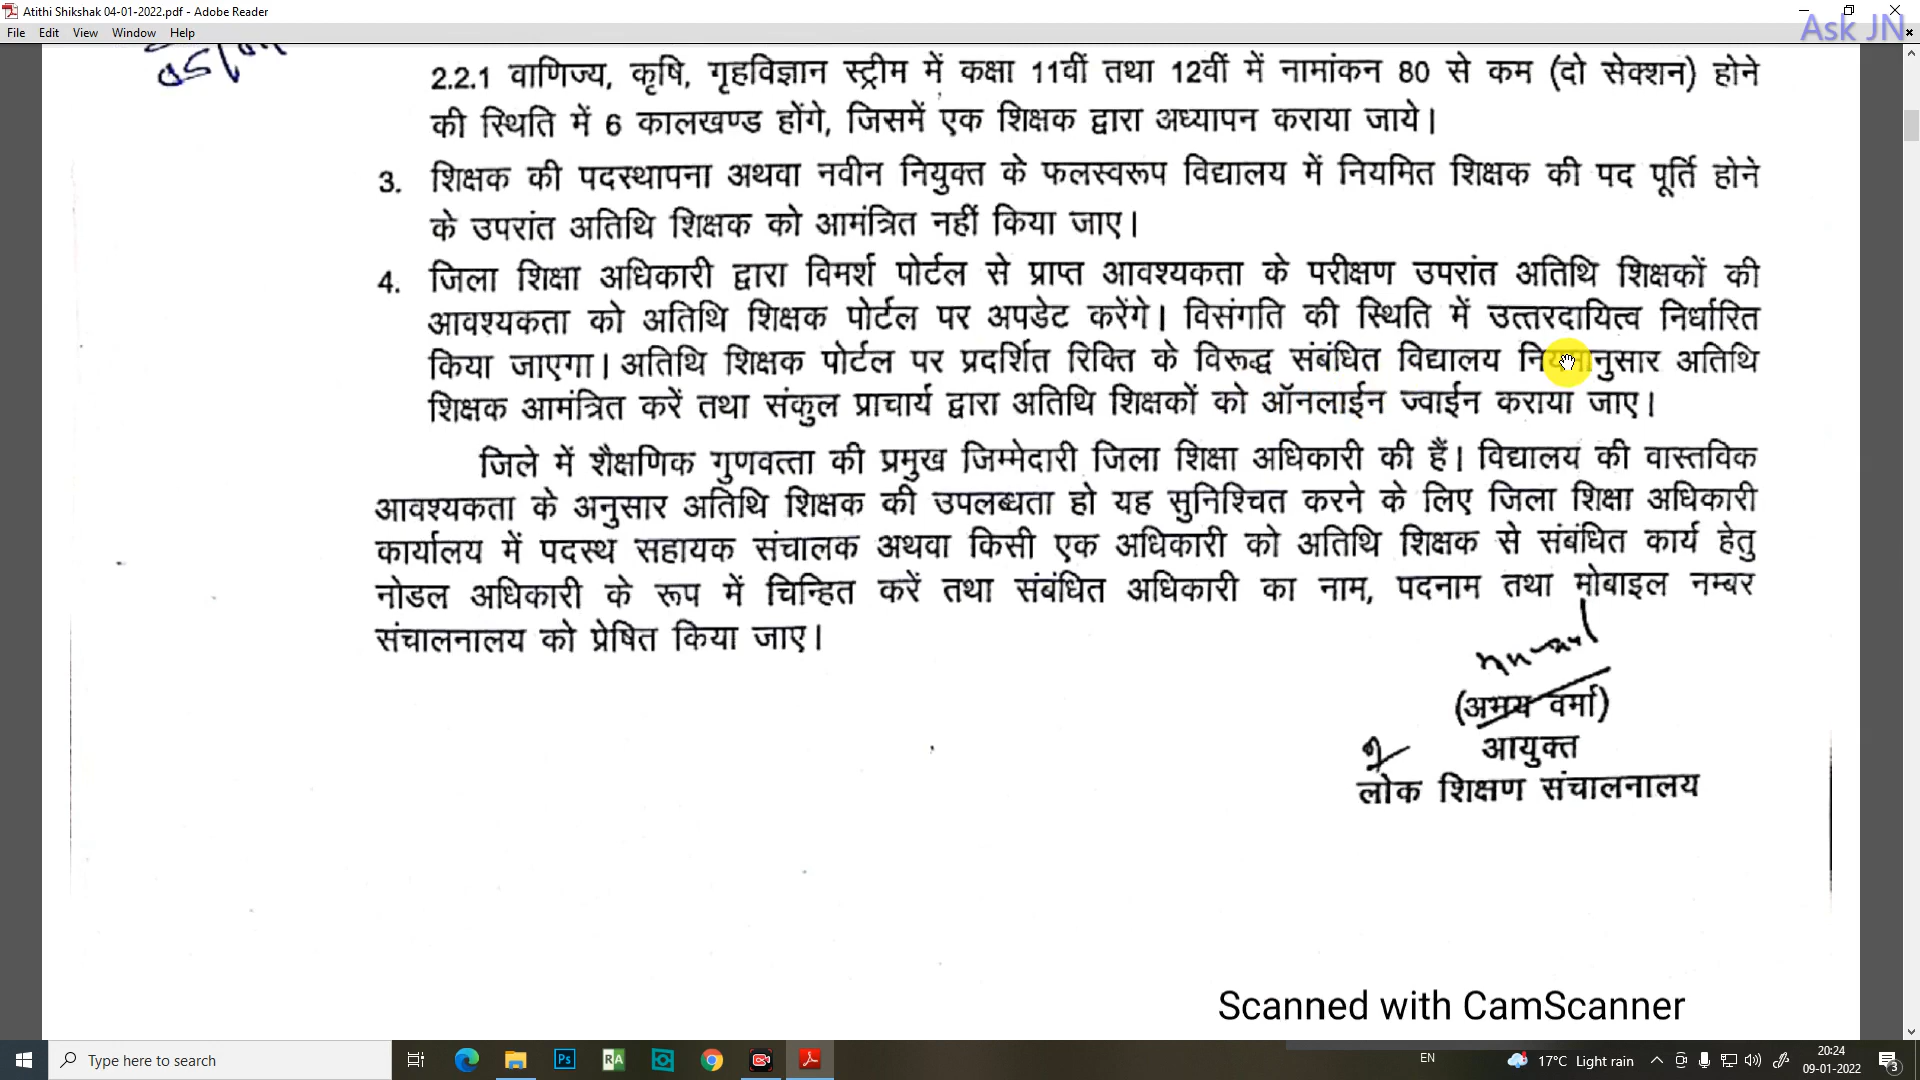 Atithi Shikshak 04-01-2022.pdf - Adobe Reader
Ask JN
File Edit View Window Help
2.2.1 वाणिज्य, कृषि, गृहविज्ञान स्ट्रीम में कक्षा 11वीं तथा 12वीं में नामांकन 80 से कम (दो सेक्शन) होने
की स्थिति में 6 कालखण्ड होंगे, जिसमें एक शिक्षक द्वारा अध्यापन कराया जाये।
3. शिक्षक की पदस्थापना अथवा नवीन नियुक्त के फलस्वरूप विद्यालय में नियमित शिक्षक की पद पूर्ति होने
के उपरांत अतिथि शिक्षक को आमंत्रित नहीं किया जाए।
4. जिला शिक्षा अधिकारी द्वारा विमर्श पोर्टल से प्राप्त आवश्यकता के परीक्षण उपरांत अतिथि शिक्षकों की
आवश्यकता को अतिथि शिक्षक पोर्टल पर अपडेट करेंगे। विसंगति की स्थिति में उत्तरदायित्व निर्धारित
किया जाएगा। अतिथि शिक्षक पोर्टल पर प्रदर्शित रिक्ति के विरूद्ध संबंधित विद्यालय नियमानुसार अतिथि
शिक्षक आमंत्रित करें तथा संकुल प्राचार्य द्वारा अतिथि शिक्षकों को ऑनलाईन ज्वाईन कराया जाए।
जिले में शैक्षणिक गुणवत्ता की प्रमुख जिम्मेदारी जिला शिक्षा अधिकारी की हैं। विद्यालय की वास्तविक
आवश्यकता के अनुसार अतिथि शिक्षक की उपलब्धता हो यह सुनिश्चित करने के लिए जिला शिक्षा अधिकारी
कार्यालय में पदस्थ सहायक संचालक अथवा किसी एक अधिकारी को अतिथि शिक्षक से संबंधित कार्य हेतु
नोडल अधिकारी के रूप में चिन्हित करें तथा संबंधित अधिकारी का नाम, पदनाम तथा मोबाइल नम्बर
संचालनालय को प्रेषित किया जाए।
(अभय वर्मा)
आयुक्त
लोक शिक्षण संचालनालय
Scanned with CamScanner
Type here to search
Ps
RA
EN
17°C Light rain
20:24
09-01-2022
3